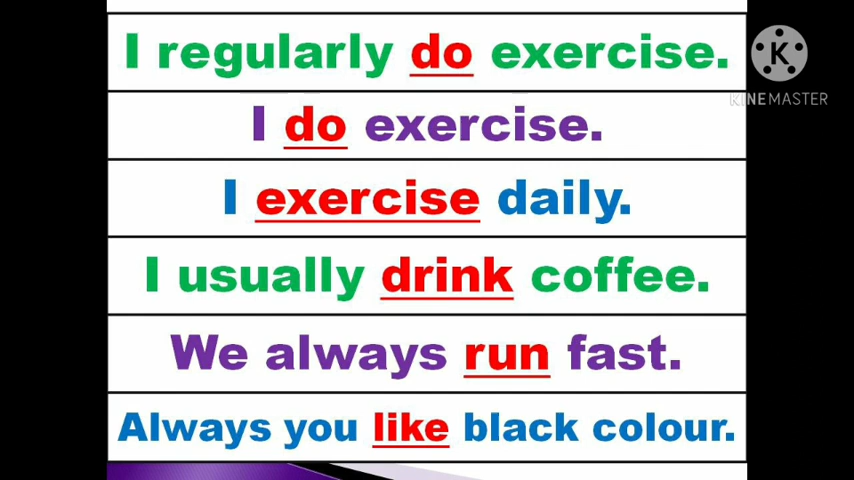 I regularly do exercise.
K
KINEMASTER
I do exercise.
I exercise daily.
I usually drink coffee.
We always run fast.
Always you like black colour.